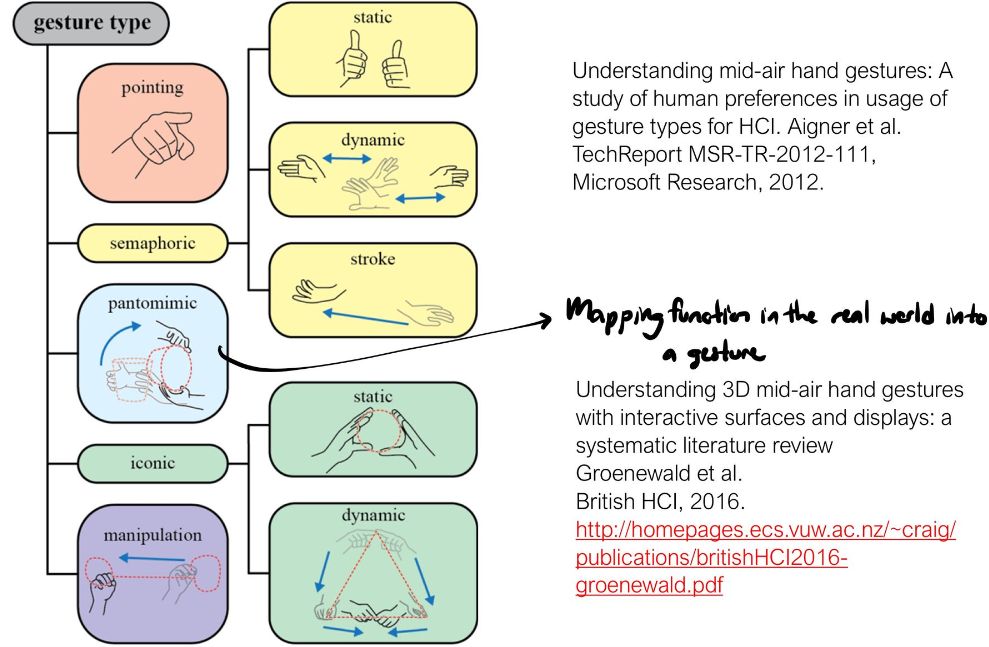 gesture type
pointing
semaphoric
pantomimic
iconic
manipulation
static
dynamic
stroke
static
dynamic
Understanding mid-air hand gestures: A
study of human preferences in usage of
gesture types for HCI. Aigner et al.
TechReport MSR-TR-2012-111,
Microsoft Research, 2012.
Mapping function in the real world into
a gesture
Understanding 3D mid-air hand gestures
with interactive surfaces and displays: a
systematic literature review
Groenewald et al.
British HCI, 2016.
http://homepages.ecs.vuw.ac.nz/~craig/
publications/britishHCI2016-
groenewald.pdf